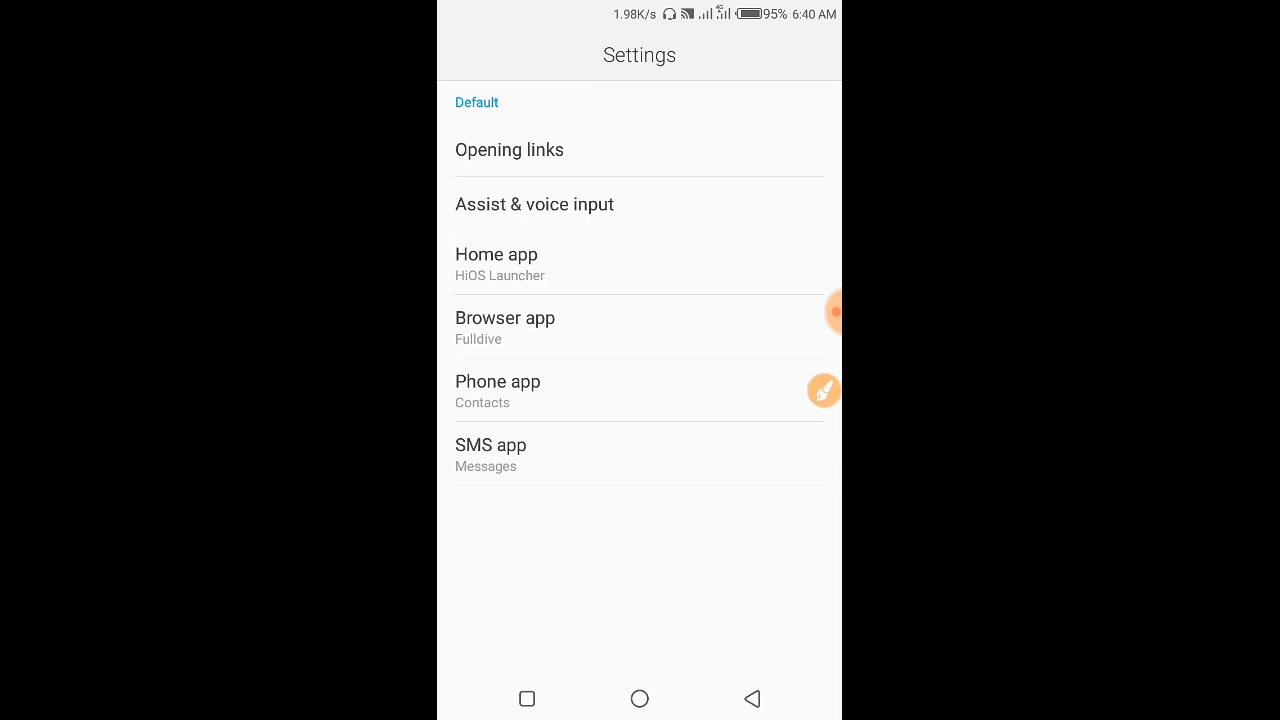 1.98K/s 4G 95% 6:40 AM
Settings
Default
Opening links
Assist & voice input
Home app
HiOS Launcher
Browser app
Fulldive
Phone app
Contacts
SMS app
Messages